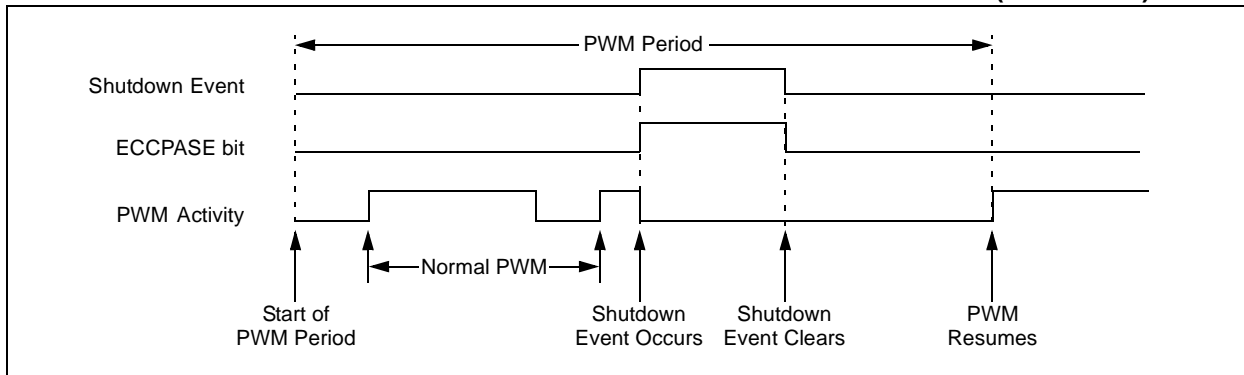 PWM Period
Shutdown Event
ECCPASE bit
PWM Activity
Normal PWM
Start of
PWM Period
Shutdown
Event Occurs
Shutdown
Event Clears
PWM
Resumes